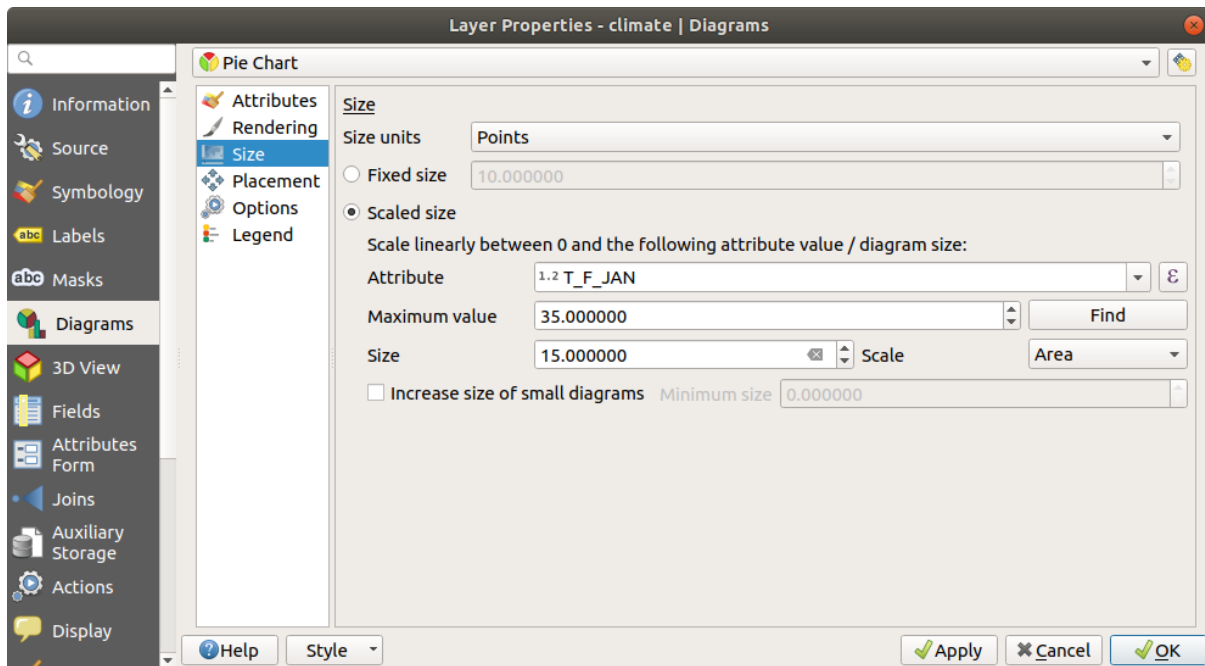 Layer Properties - climate | Diagrams
Pie Chart
Information
Source
Symbology
abc Labels
abc Masks
Diagrams
3D View
Fields
Attributes
Form
Joins
Auxiliary
Storage
Actions
Display
Attributes
Rendering
Size
Placement
Options
Legend
Size
Size units Points
Fixed size 10.000000
Scaled size
Scale linearly between 0 and the following attribute value / diagram size:
Attribute 1.2 T_F_JAN ε
Maximum value 35.000000 Find
Size 15.000000 Scale Area
Increase size of small diagrams Minimum size 0.000000
Help Style Apply Cancel OK